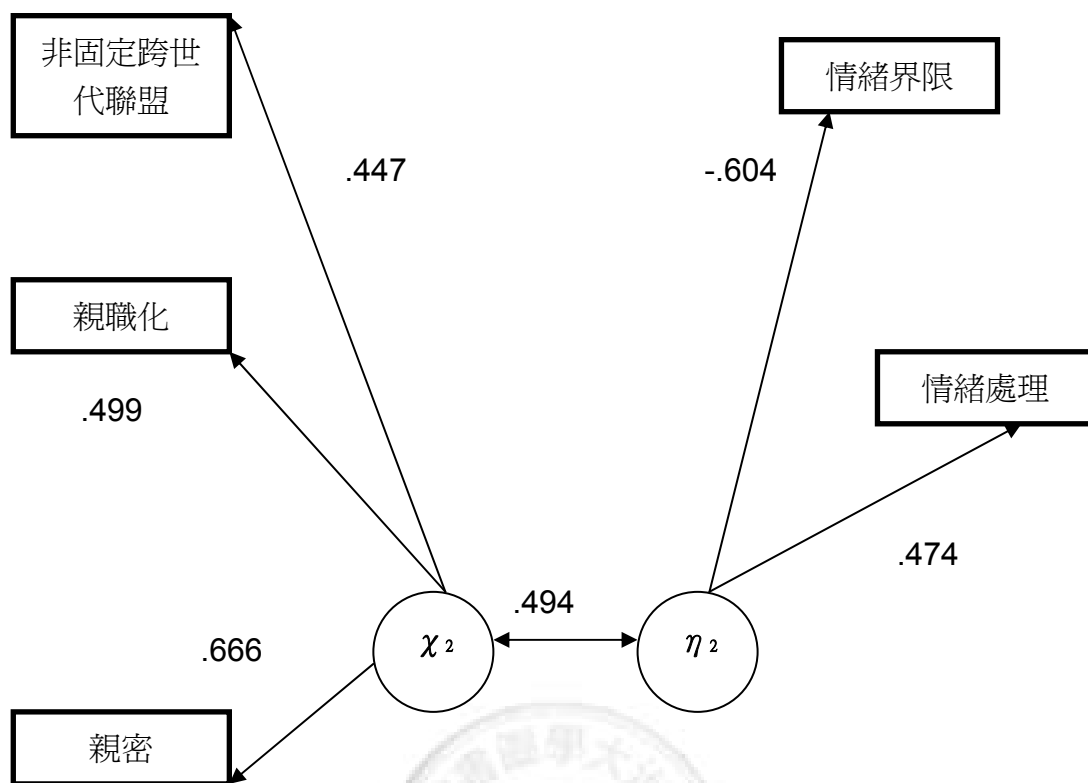 非固定跨世
代聯盟
情緒界限
.447
-.604
親職化
情緒處理
.499
.474
.494
χ₂
η₂
.666
親密